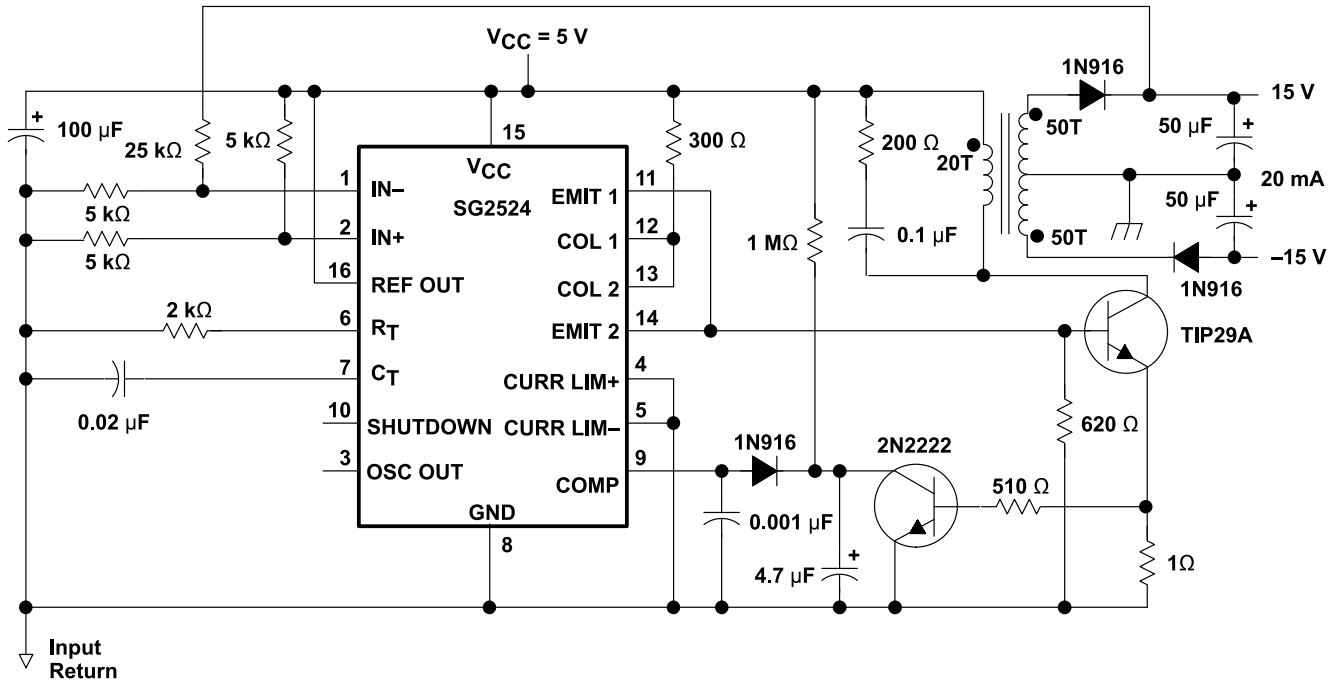 VCC = 5 V
1N916
15 V
100 µF
+
25 kΩ
5 kΩ
15
300 Ω
200 Ω
20T
50T
50 µF
+
VCC
SG2524
1
IN–
EMIT 1
11
5 kΩ
20 mA
2
IN+
COL 1
12
5 kΩ
1 MΩ
0.1 µF
50T
50 µF
+
–15 V
16
REF OUT
COL 2
13
1N916
2 kΩ
6
RT
EMIT 2
14
TIP29A
7
CT
CURR LIM+
4
0.02 µF
10
SHUTDOWN
CURR LIM–
5
620 Ω
3
OSC OUT
COMP
9
1N916
2N2222
510 Ω
GND
8
0.001 µF
4.7 µF
+
1Ω
Input
Return